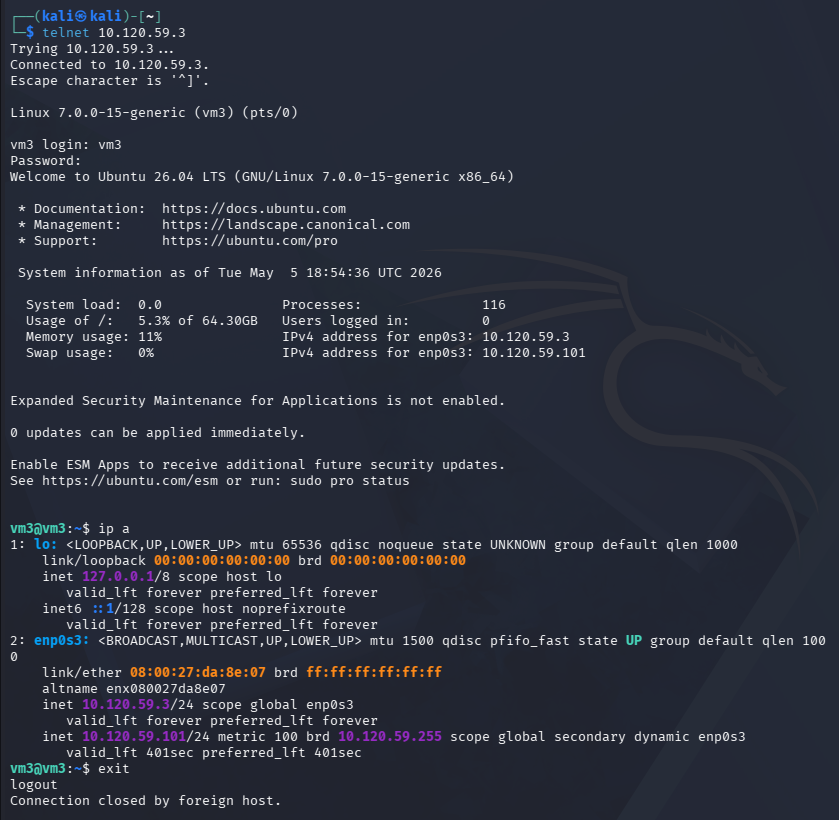 ┌──(kali㉿kali)-[~]
└─$ telnet 10.120.59.3
Trying 10.120.59.3...
Connected to 10.120.59.3.
Escape character is '^]'.

Linux 7.0.0-15-generic (vm3) (pts/0)

vm3 login: vm3
Password:
Welcome to Ubuntu 26.04 LTS (GNU/Linux 7.0.0-15-generic x86_64)

 * Documentation:  https://docs.ubuntu.com
 * Management:     https://landscape.canonical.com
 * Support:        https://ubuntu.com/pro

 System information as of Tue May  5 18:54:36 UTC 2026

  System load:  0.0               Processes:               116
  Usage of /:   5.3% of 64.30GB   Users logged in:         0
  Memory usage: 11%               IPv4 address for enp0s3: 10.120.59.3
  Swap usage:   0%                IPv4 address for enp0s3: 10.120.59.101


Expanded Security Maintenance for Applications is not enabled.

0 updates can be applied immediately.

Enable ESM Apps to receive additional future security updates.
See https://ubuntu.com/esm or run: sudo pro status


vm3@vm3:~$ ip a
1: lo: <LOOPBACK,UP,LOWER_UP> mtu 65536 qdisc noqueue state UNKNOWN group default qlen 1000
    link/loopback 00:00:00:00:00:00 brd 00:00:00:00:00:00
    inet 127.0.0.1/8 scope host lo
       valid_lft forever preferred_lft forever
    inet6 ::1/128 scope host noprefixroute
       valid_lft forever preferred_lft forever
2: enp0s3: <BROADCAST,MULTICAST,UP,LOWER_UP> mtu 1500 qdisc pfifo_fast state UP group default qlen 100
0
    link/ether 08:00:27:da:8e:07 brd ff:ff:ff:ff:ff:ff
    altname enx080027da8e07
    inet 10.120.59.3/24 scope global enp0s3
       valid_lft forever preferred_lft forever
    inet 10.120.59.101/24 metric 100 brd 10.120.59.255 scope global secondary dynamic enp0s3
       valid_lft 401sec preferred_lft 401sec
vm3@vm3:~$ exit
logout
Connection closed by foreign host.